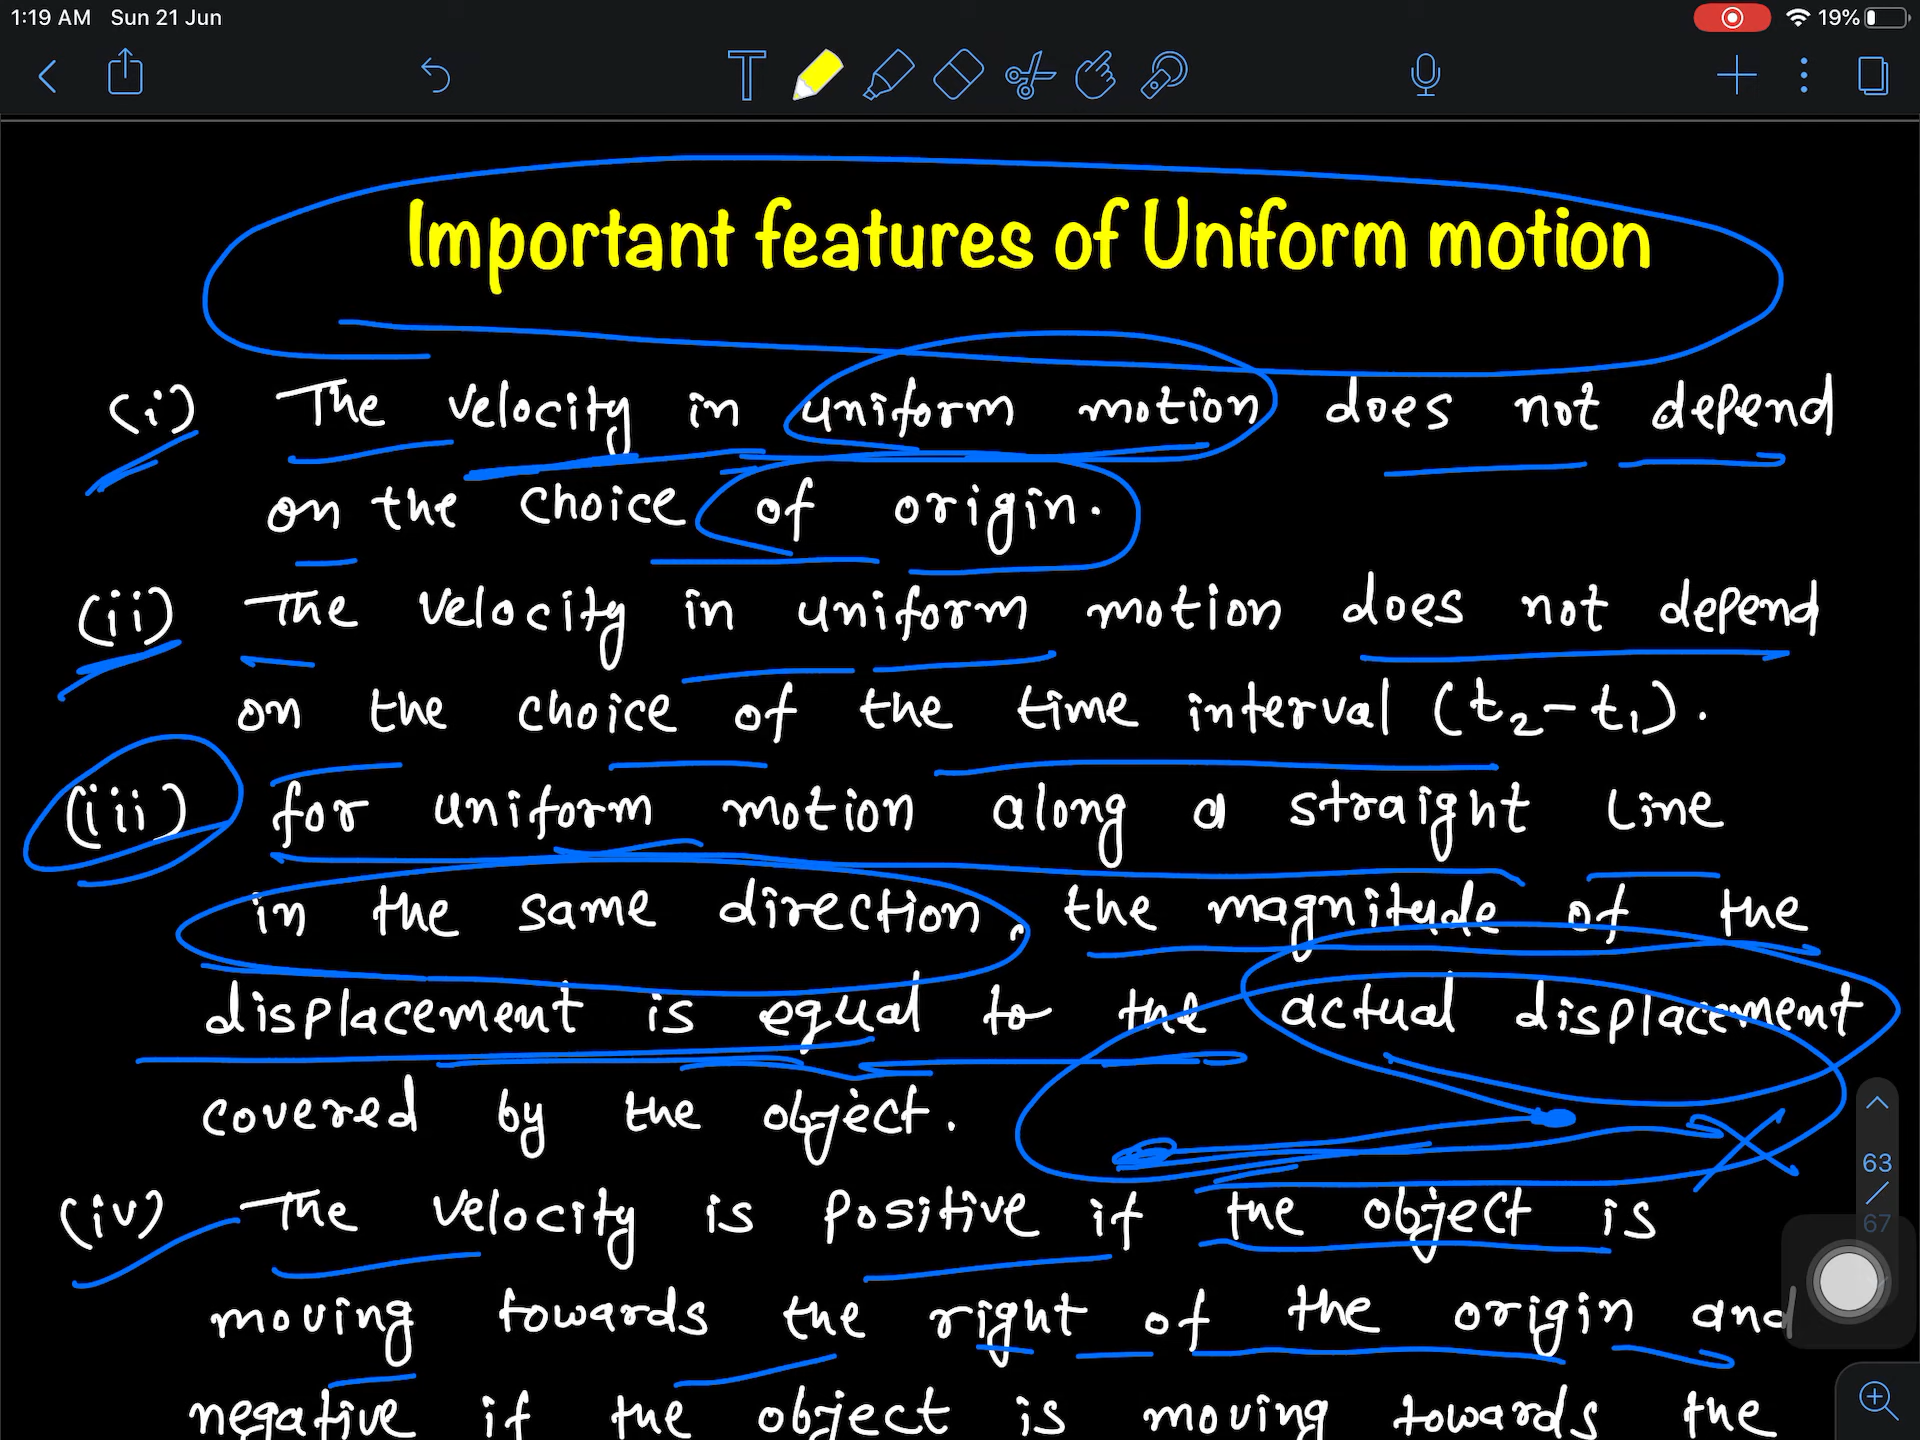 1:19 AM Sun 21 Jun 19%
T
Important features of Uniform motion
(i) The velocity in uniform motion does not depend
on the choice of origin.
(ii) The velocity in uniform motion does not depend
on the choice of the time interval (t₂-t₁).
(iii) for uniform motion along a straight line
in the same direction, the magnitude of the
displacement is equal to the actual displacement
covered by the object.
63
/
67
(iv) The velocity is positive if the object is
moving towards the right of the origin and
negative if the object is moving towards the